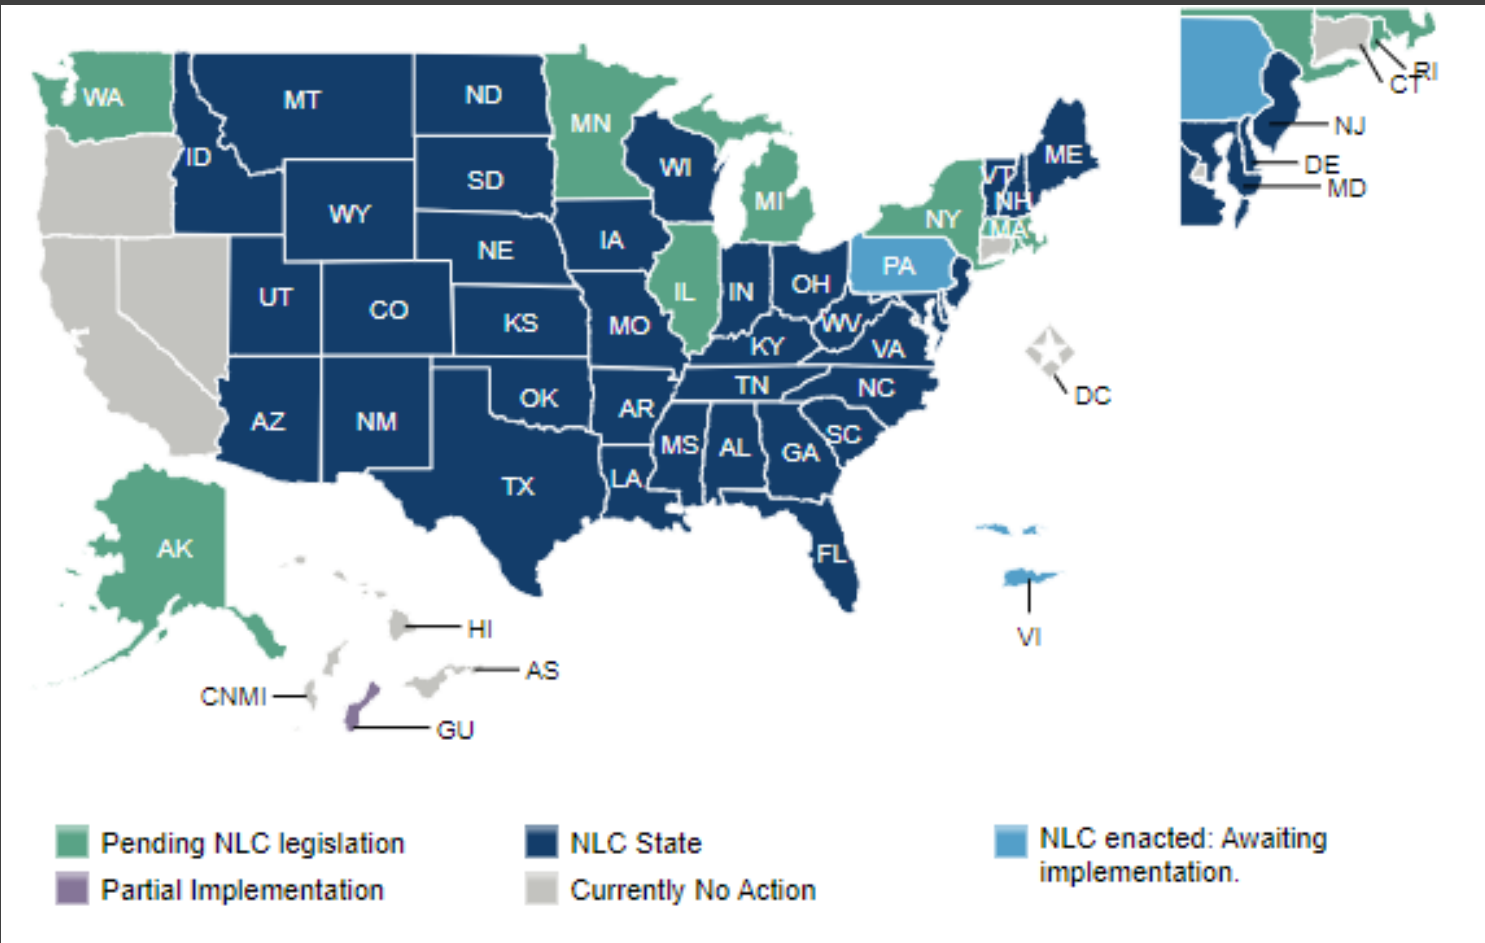 WA
MT
ND
MN
ID
SD
WI
MI
ME
VT
NH
WY
NE
IA
NY
MA
PA
UT
CO
KS
MO
IL
IN
OH
WV
KY
VA
AZ
NM
OK
AR
TN
NC
MS
AL
GA
SC
TX
LA
FL
AK
HI
AS
CNMI
GU
RI
CT
NJ
DE
MD
DC
VI
Pending NLC legislation
Partial Implementation
NLC State
Currently No Action
NLC enacted: Awaiting
implementation.